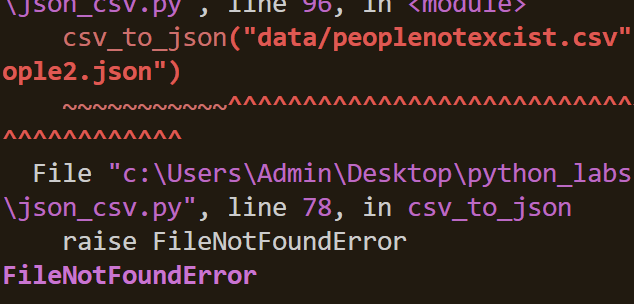 \json_csv.py", line 96, in <module>
csv_to_json("data/peoplenotexcist.csv"
ople2.json")
~~~~~~~~~~~^^^^^^^^^^^^^^^^^^^^^^^^^^^
^^^^^^^^^^^^
File "c:\Users\Admin\Desktop\python_labs
\json_csv.py", line 78, in csv_to_json
raise FileNotFoundError
FileNotFoundError